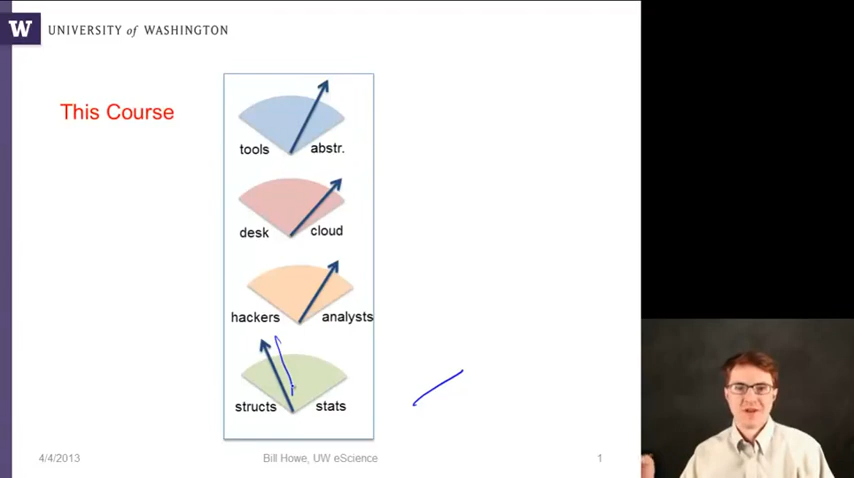 W UNIVERSITY of WASHINGTON
This Course
tools abstr.
desk cloud
hackers analysts
structs stats
4/4/2013 Bill Howe, UW eScience 1